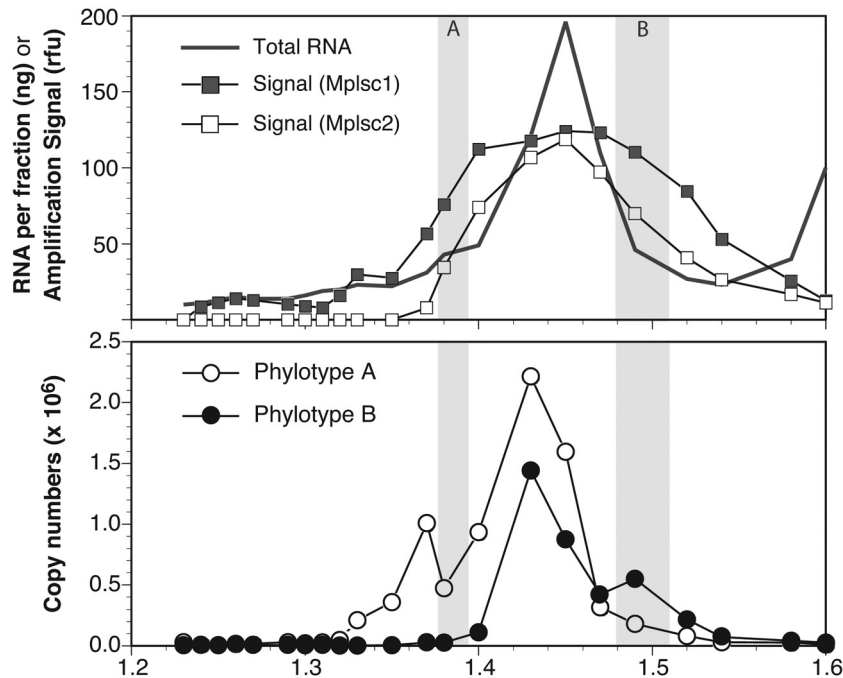 RNA per fraction (ng) or
Amplification Signal (rfu)
200
150
100
50
A
B
Total RNA
Signal (Mplsc1)
Signal (Mplsc2)
Copy numbers (x 10⁶)
2.5
2.0
1.5
1.0
0.5
0.0
Phylotype A
Phylotype B
1.2
1.3
1.4
1.5
1.6